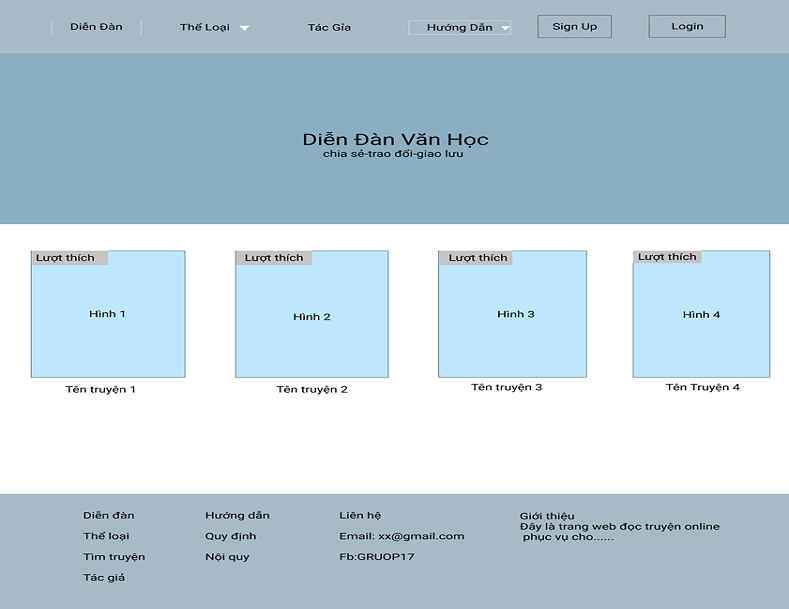 Diễn Đàn
Thể Loại
Tác Gỉa
Hướng Dẫn
Sign Up
Login
Diễn Đàn Văn Học
chia sẻ-trao đổi-giao lưu
Lượt thích
Lượt thích
Lượt thích
Lượt thích
Hình 1
Hình 2
Hình 3
Hình 4
Tên truyện 1
Tên truyện 2
Tên truyện 3
Tên Truyện 4
Diễn đàn
Thể loại
Tìm truyện
Tác giả
Hướng dẫn
Quy định
Nội quy
Liên hệ
Email: xx@gmail.com
Fb:GRUOP17
Giới thiệu
Đây là trang web đọc truyện online
phục vụ cho......